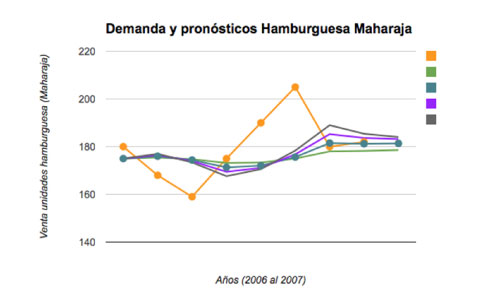 Demanda y pronósticos Hamburguesa Maharaja
220
200
180
160
140
Venta unidades hamburguesa (Maharaja)
Años (2006 al 2007)